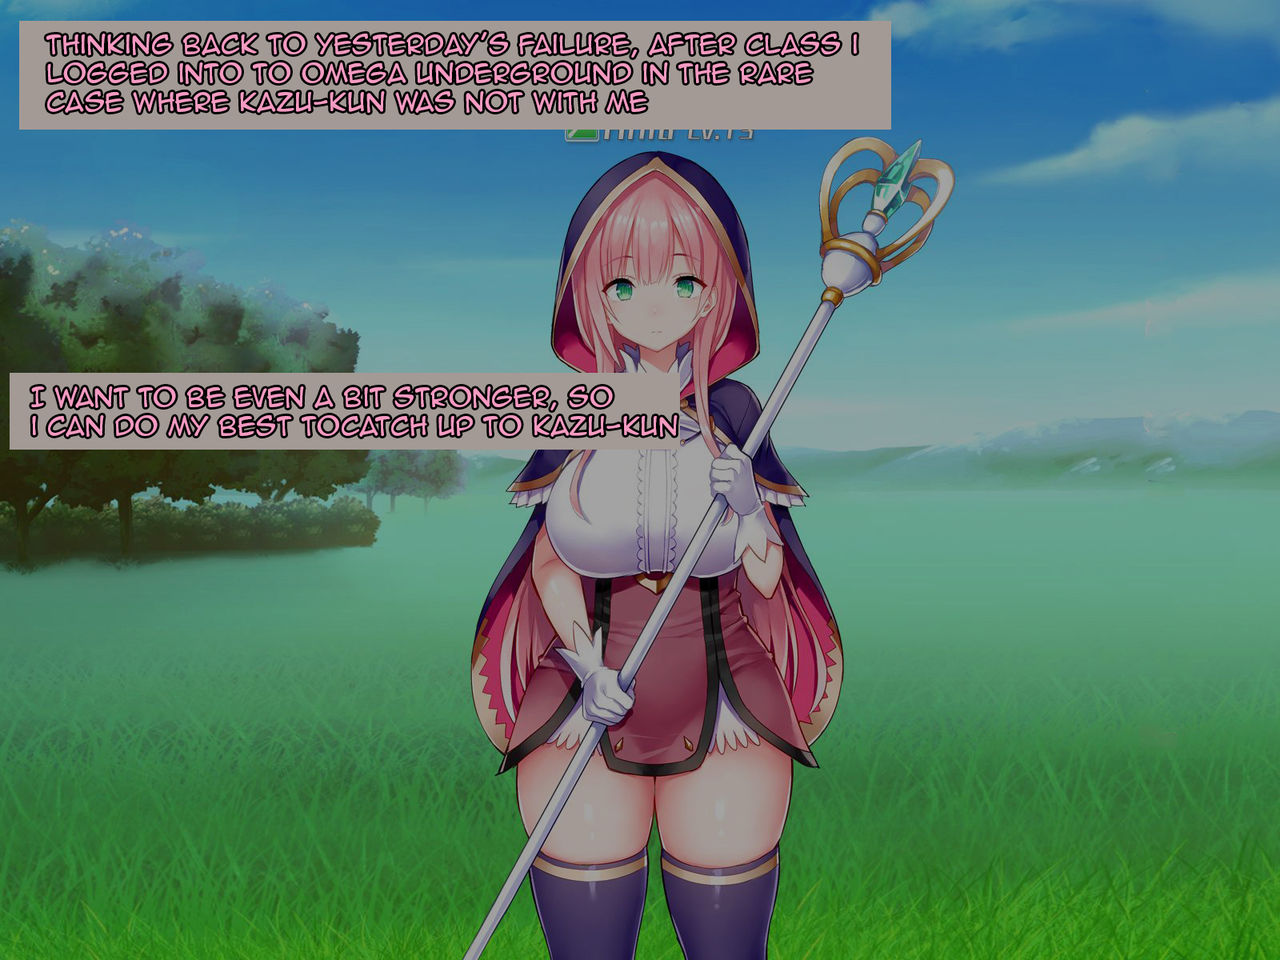 THINKING BACK TO YESTERDAY'S FAILURE, AFTER CLASS I
LOGGED INTO TO OMEGA UNDERGROUND IN THE RARE
CASE WHERE KAZU-KUN WAS NOT WITH ME
LV.15
I WANT TO BE EVEN A BIT STRONGER, SO
I CAN DO MY BEST TOCATCH UP TO KAZU-KUN